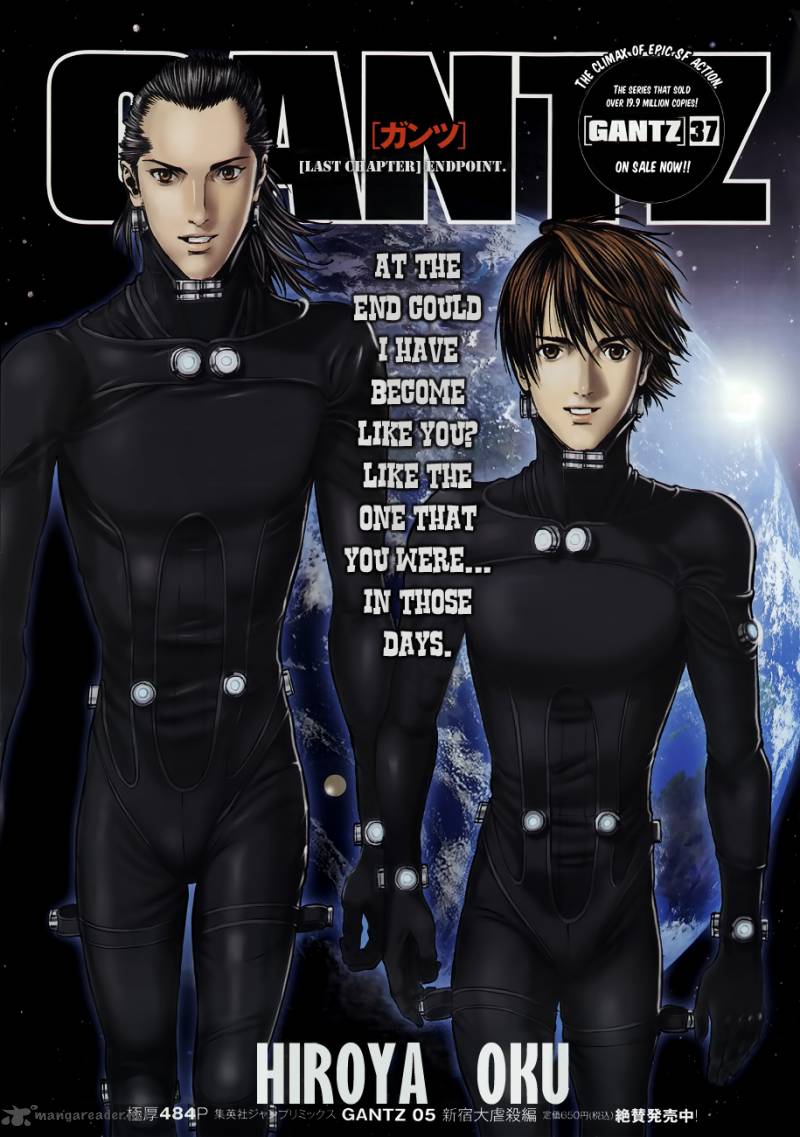 GANTZ
[ガンツ]
[LAST CHAPTER] ENDPOINT.
THE CLIMAX OF EPIC SF ACTION.
THE SERIES THAT SOLD
OVER 19.9 MILLION COPIES!
[GANTZ] 37
ON SALE NOW!!
AT THE
END COULD
I HAVE
BECOME
LIKE YOU?
LIKE THE
ONE THAT
YOU WERE...
IN THOSE
DAYS.
HIROYA OKU
極厚484P 集英社ジャンプリミックス GANTZ 05 新宿大虐殺編 定価650円(税込) 絶賛発売中!
mangareader.net